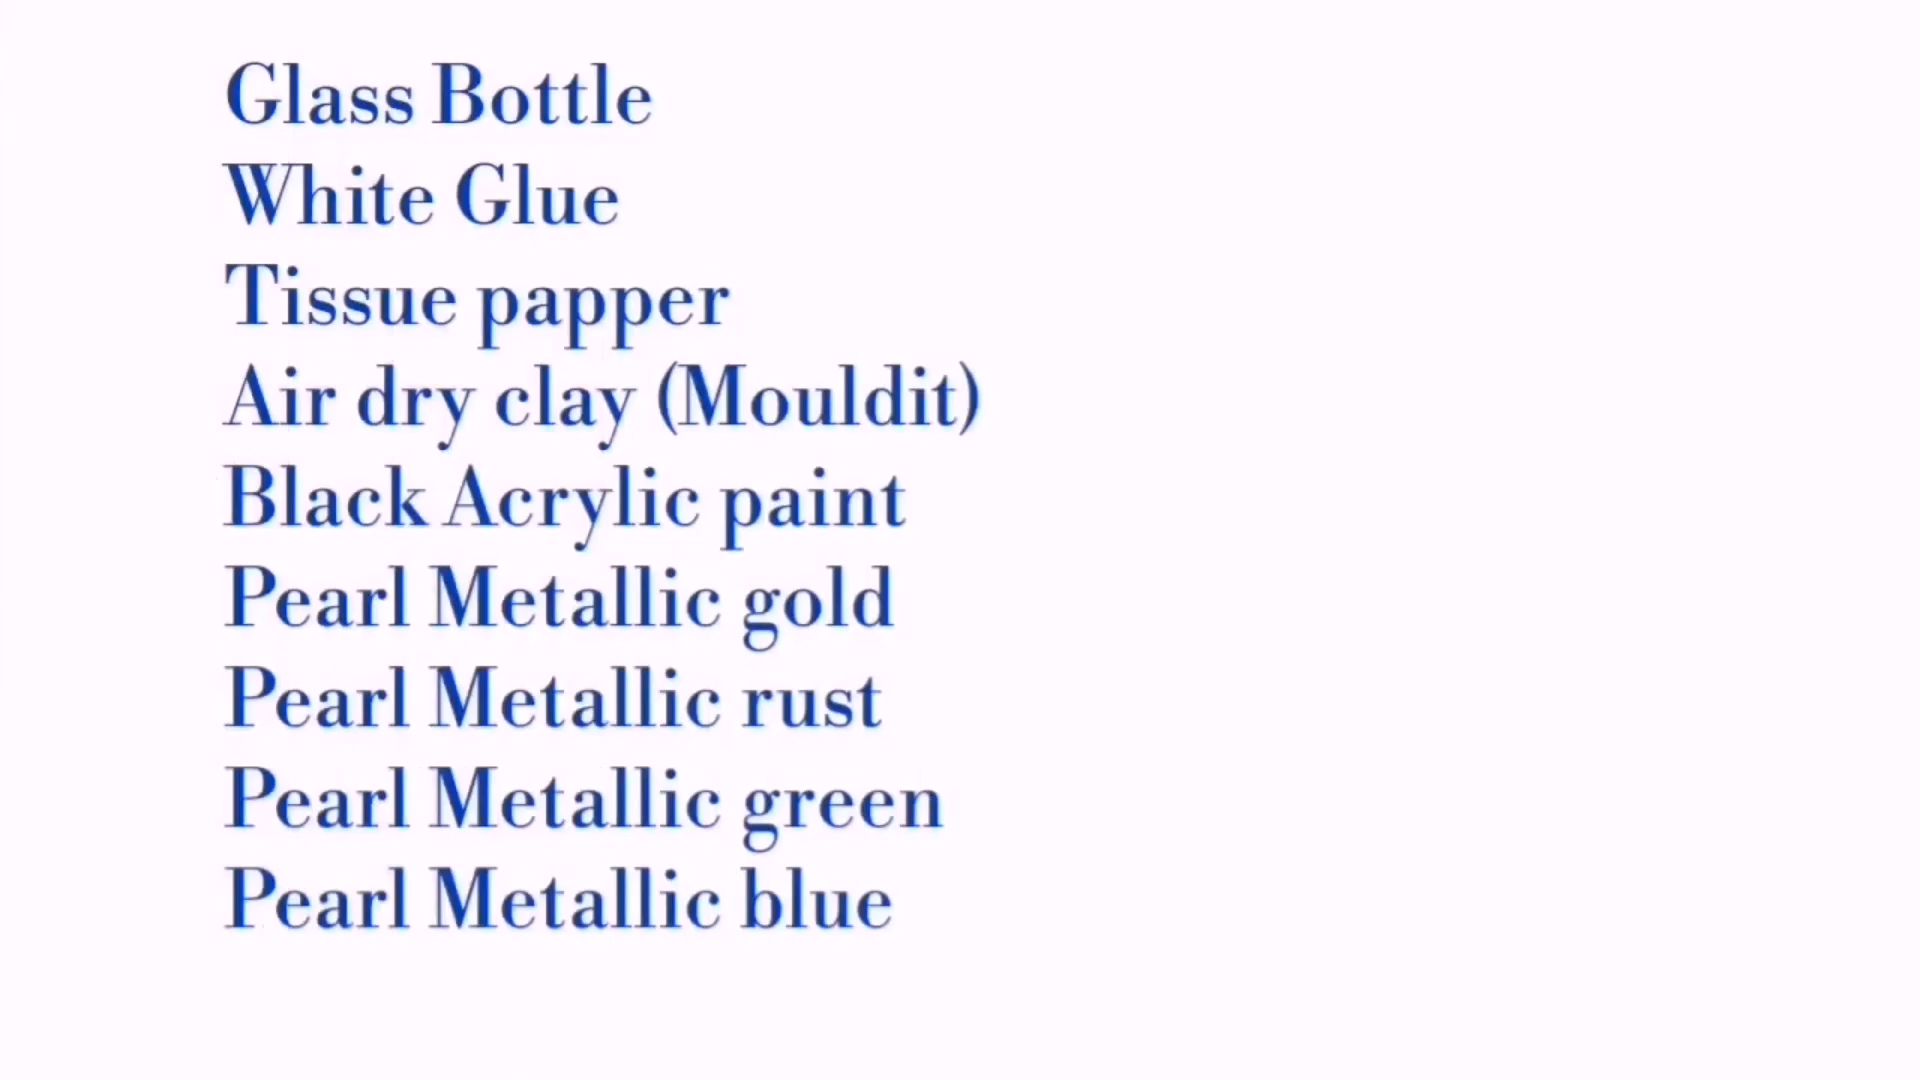 Glass Bottle
White Glue
Tissue papper
Air dry clay (Mouldit)
Black Acrylic paint
Pearl Metallic gold
Pearl Metallic rust
Pearl Metallic green
Pearl Metallic blue